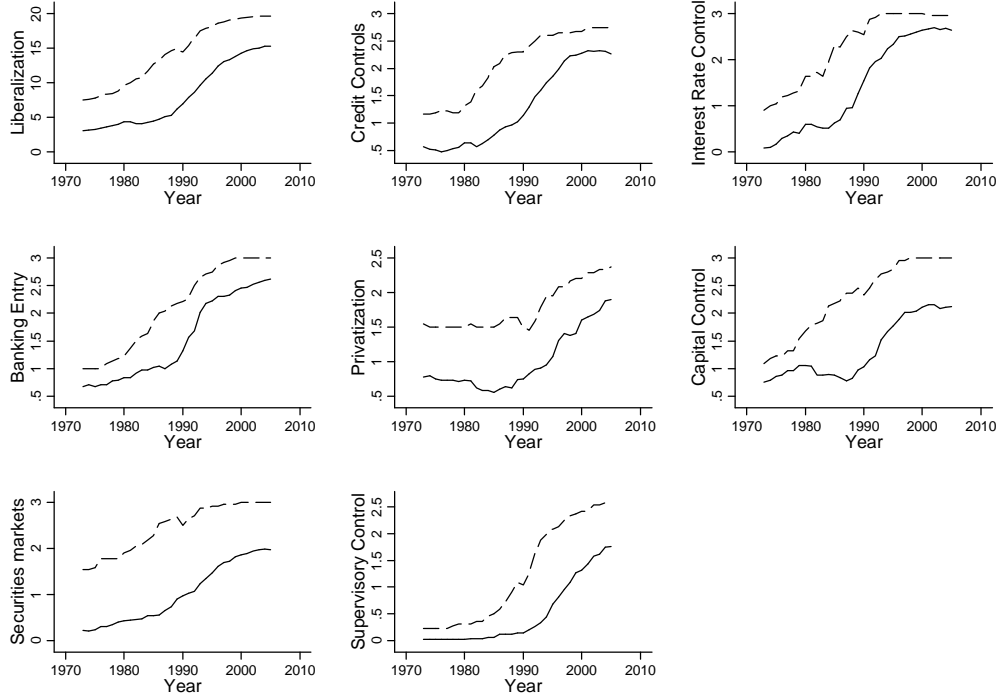 Liberalization
20
15
10
5
0
1970 1980 1990 2000 2010
Year
Credit Controls
3
2.5
2
1.5
1
.5
1970 1980 1990 2000 2010
Year
Interest Rate Control
3
2
1
0
1970 1980 1990 2000 2010
Year
Banking Entry
3
2.5
2
1.5
1
.5
1970 1980 1990 2000 2010
Year
Privatization
2.5
2
1.5
1
.5
1970 1980 1990 2000 2010
Year
Capital Control
3
2.5
2
1.5
1
.5
1970 1980 1990 2000 2010
Year
Securities markets
3
2
1
0
1970 1980 1990 2000 2010
Year
Supervisory Control
2.5
2
1.5
1
.5
0
1970 1980 1990 2000 2010
Year